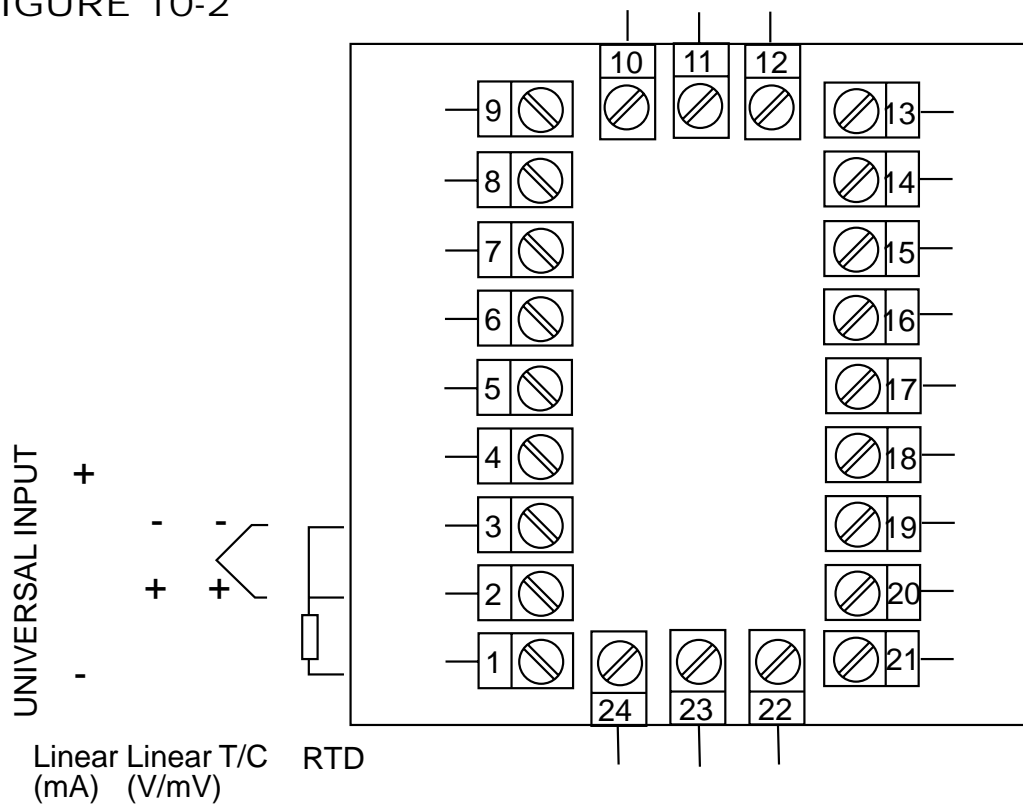 IGURE 10-2
10 11 12
9 13
8 14
7 15
6 16
5 17
4 18
3 19
2 20
1 21
24 23 22
UNIVERSAL INPUT
+
- -
+ +
-
Linear Linear T/C RTD
(mA) (V/mV)